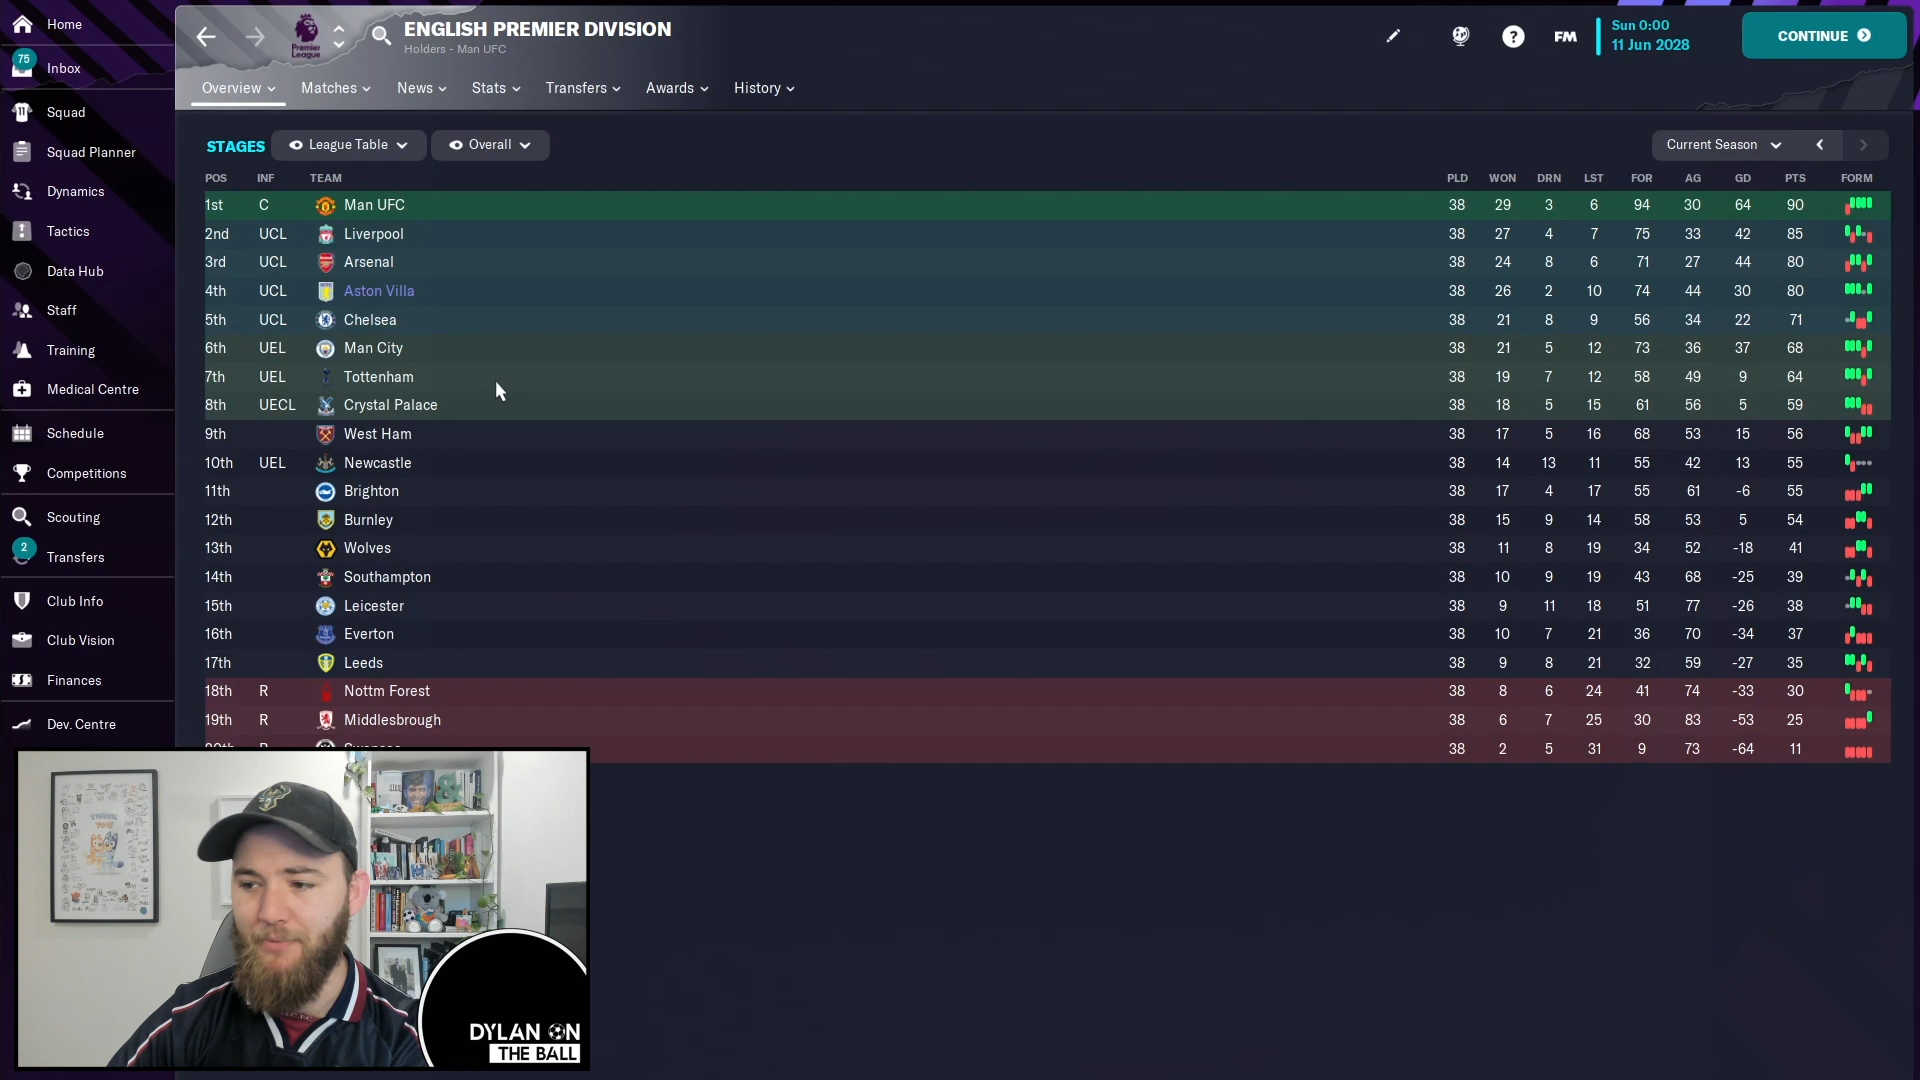 Home
75
Inbox
Squad
Squad Planner
Dynamics
Tactics
Data Hub
Staff
Training
Medical Centre
Schedule
Competitions
Scouting
2
Transfers
Club Info
Club Vision
Finances
Dev. Centre
Premier League
ENGLISH PREMIER DIVISION
Holders - Man UFC
FM
Sun 0:00
11 Jun 2028
CONTINUE
Overview Matches News Stats Transfers Awards History
STAGES League Table Overall Current Season
POS INF TEAM PLD WON DRN LST FOR AG GD PTS FORM
1st C Man UFC 38 29 3 6 94 30 64 90
2nd UCL Liverpool 38 27 4 7 75 33 42 85
3rd UCL Arsenal 38 24 8 6 71 27 44 80
4th UCL Aston Villa 38 26 2 10 74 44 30 80
5th UCL Chelsea 38 21 8 9 56 34 22 71
6th UEL Man City 38 21 5 12 73 36 37 68
7th UEL Tottenham 38 19 7 12 58 49 9 64
8th UECL Crystal Palace 38 18 5 15 61 56 5 59
9th West Ham 38 17 5 16 68 53 15 56
10th UEL Newcastle 38 14 13 11 55 42 13 55
11th Brighton 38 17 4 17 55 61 -6 55
12th Burnley 38 15 9 14 58 53 5 54
13th Wolves 38 11 8 19 34 52 -18 41
14th Southampton 38 10 9 19 43 68 -25 39
15th Leicester 38 9 11 18 51 77 -26 38
16th Everton 38 10 7 21 36 70 -34 37
17th Leeds 38 9 8 21 32 59 -27 35
18th R Nottm Forest 38 8 6 24 41 74 -33 30
19th R Middlesbrough 38 6 7 25 30 83 -53 25
20th R Swansea 38 2 5 31 9 73 -64 11
THANK YOU!
DYLAN ON
THE BALL